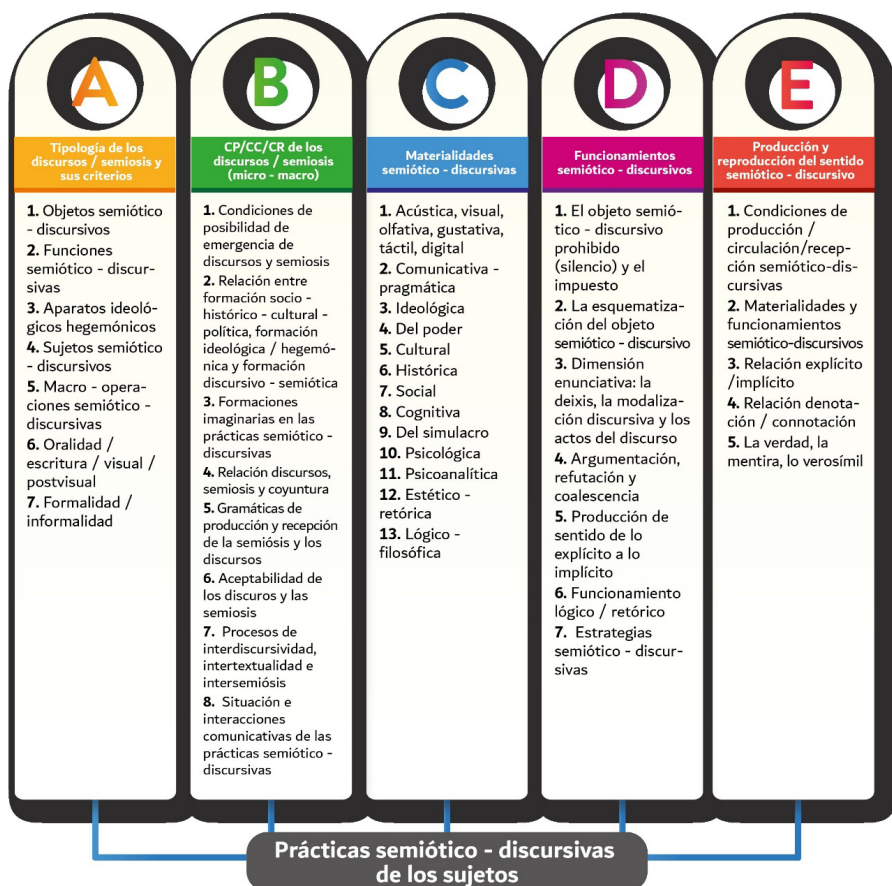 A
Tipología de los
discursos / semiosis y
sus criterios
1. Objetos semiótico
- discursivos
2. Funciones
semiótico - discur-
sivas
3. Aparatos ideoló-
gicos hegemónicos
4. Sujetos semiótico
- discursivos
5. Macro - opera-
ciones semiótico -
discursivas
6. Oralidad /
escritura / visual /
postvisual
7. Formalidad /
informalidad
B
CP/CC/CR de los
discursos / semiosis
(micro - macro)
1. Condiciones de
posibilidad de
emergencia de
discursos y semiosis
2. Relación entre
formación socio -
histórico - cultural -
política, formación
ideológica / hegemó-
nica y formación
discursivo - semiótica
3. Formaciones
imaginarias en las
prácticas semiótico -
discursivas
4. Relación discursos,
semiosis y coyuntura
5. Gramáticas de
producción y recepción
de la semiósis y los
discursos
6. Aceptabilidad de
los discuros y las
semiosis
7. Procesos de
interdiscursividad,
intertextualidad e
intersemiósis
8. Situación e
interacciones
comunicativas de las
prácticas semiótico -
discursivas
C
Materialidades
semiótico - discursivas
1. Acústica, visual,
olfativa, gustativa,
táctil, digital
2. Comunicativa -
pragmática
3. Ideológica
4. Del poder
5. Cultural
6. Histórica
7. Social
8. Cognitiva
9. Del simulacro
10. Psicológica
11. Psicoanalítica
12. Estético -
retórica
13. Lógico -
filosófica
D
Funcionamientos
semiótico - discursivos
1. El objeto semió-
tico - discursivo
prohibido
(silencio) y el
impuesto
2. La esquematiza-
ción del objeto
semiótico - discursivo
3. Dimensión
enunciativa: la
deixis, la modaliza-
ción discursiva y los
actos del discurso
4. Argumentación,
refutación y
coalescencia
5. Producción de
sentido de lo
explícito a lo
implícito
6. Funcionamiento
lógico / retórico
7. Estrategias
semiótico - discur-
sivas
E
Producción y
reproducción del sentido
semiótico - discursivo
1. Condiciones de
producción /
circulación/recep-
ción semiótico-dis-
cursivas
2. Materialidades y
funcionamientos
semiótico-discursivos
3. Relación explícito
/implícito
4. Relación denota-
ción / connotación
5. La verdad, la
mentira, lo verosímil
Prácticas semiótico - discursivas
de los sujetos